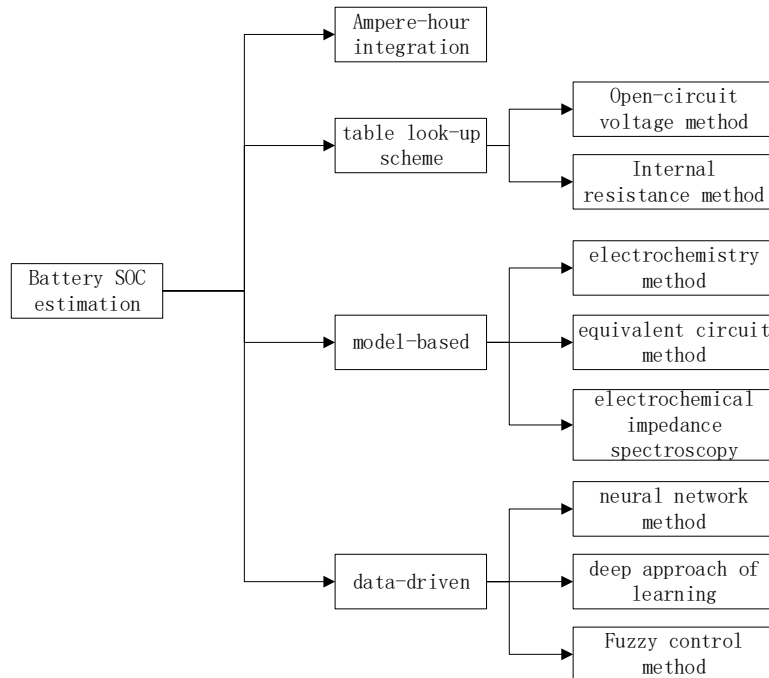 Ampere-hour
integration
table look-up
scheme
Open-circuit
voltage method
Internal
resistance method
Battery SOC
estimation
model-based
electrochemistry
method
equivalent circuit
method
electrochemical
impedance
spectroscopy
data-driven
neural network
method
deep approach of
learning
Fuzzy control
method